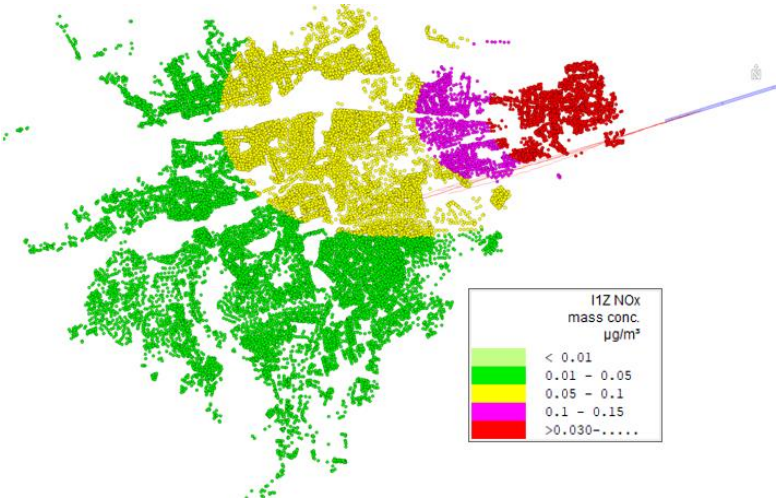 I1Z NOx
mass conc.
µg/m³
< 0.01
0.01 - 0.05
0.05 - 0.1
0.1 - 0.15
>0.030-.....